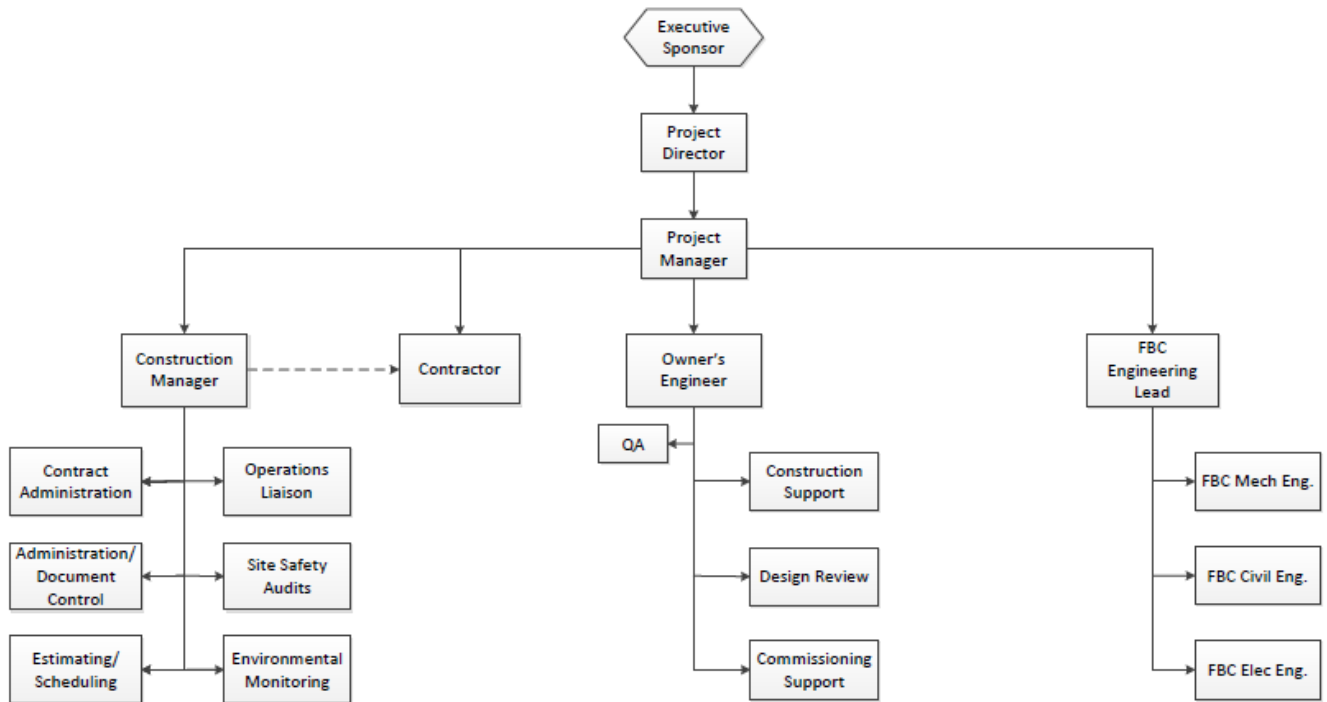 Executive
Sponsor
Project
Director
Project
Manager
Construction
Manager
Contractor
Owner's
Engineer
FBC
Engineering
Lead
Contract
Administration
Operations
Liaison
Administration/
Document
Control
Site Safety
Audits
Estimating/
Scheduling
Environmental
Monitoring
QA
Construction
Support
Design Review
Commissioning
Support
FBC Mech Eng.
FBC Civil Eng.
FBC Elec Eng.